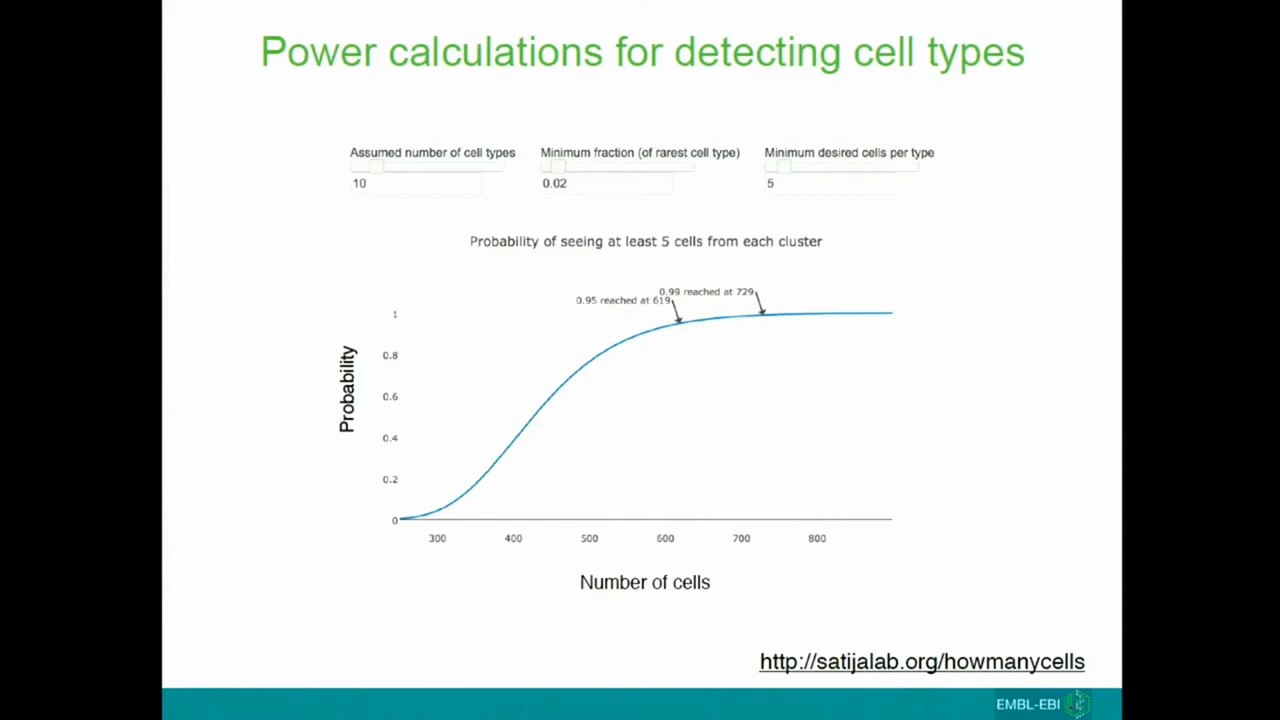 Power calculations for detecting cell types
Assumed number of cell types
Minimum fraction (of rarest cell type)
Minimum desired cells per type
10
0.02
5
Probability of seeing at least 5 cells from each cluster
0.99 reached at 729
0.95 reached at 619
1
0.8
0.6
0.4
0.2
0
Probability
300 400 500 600 700 800
Number of cells
http://satijalab.org/howmanycells
EMBL-EBI